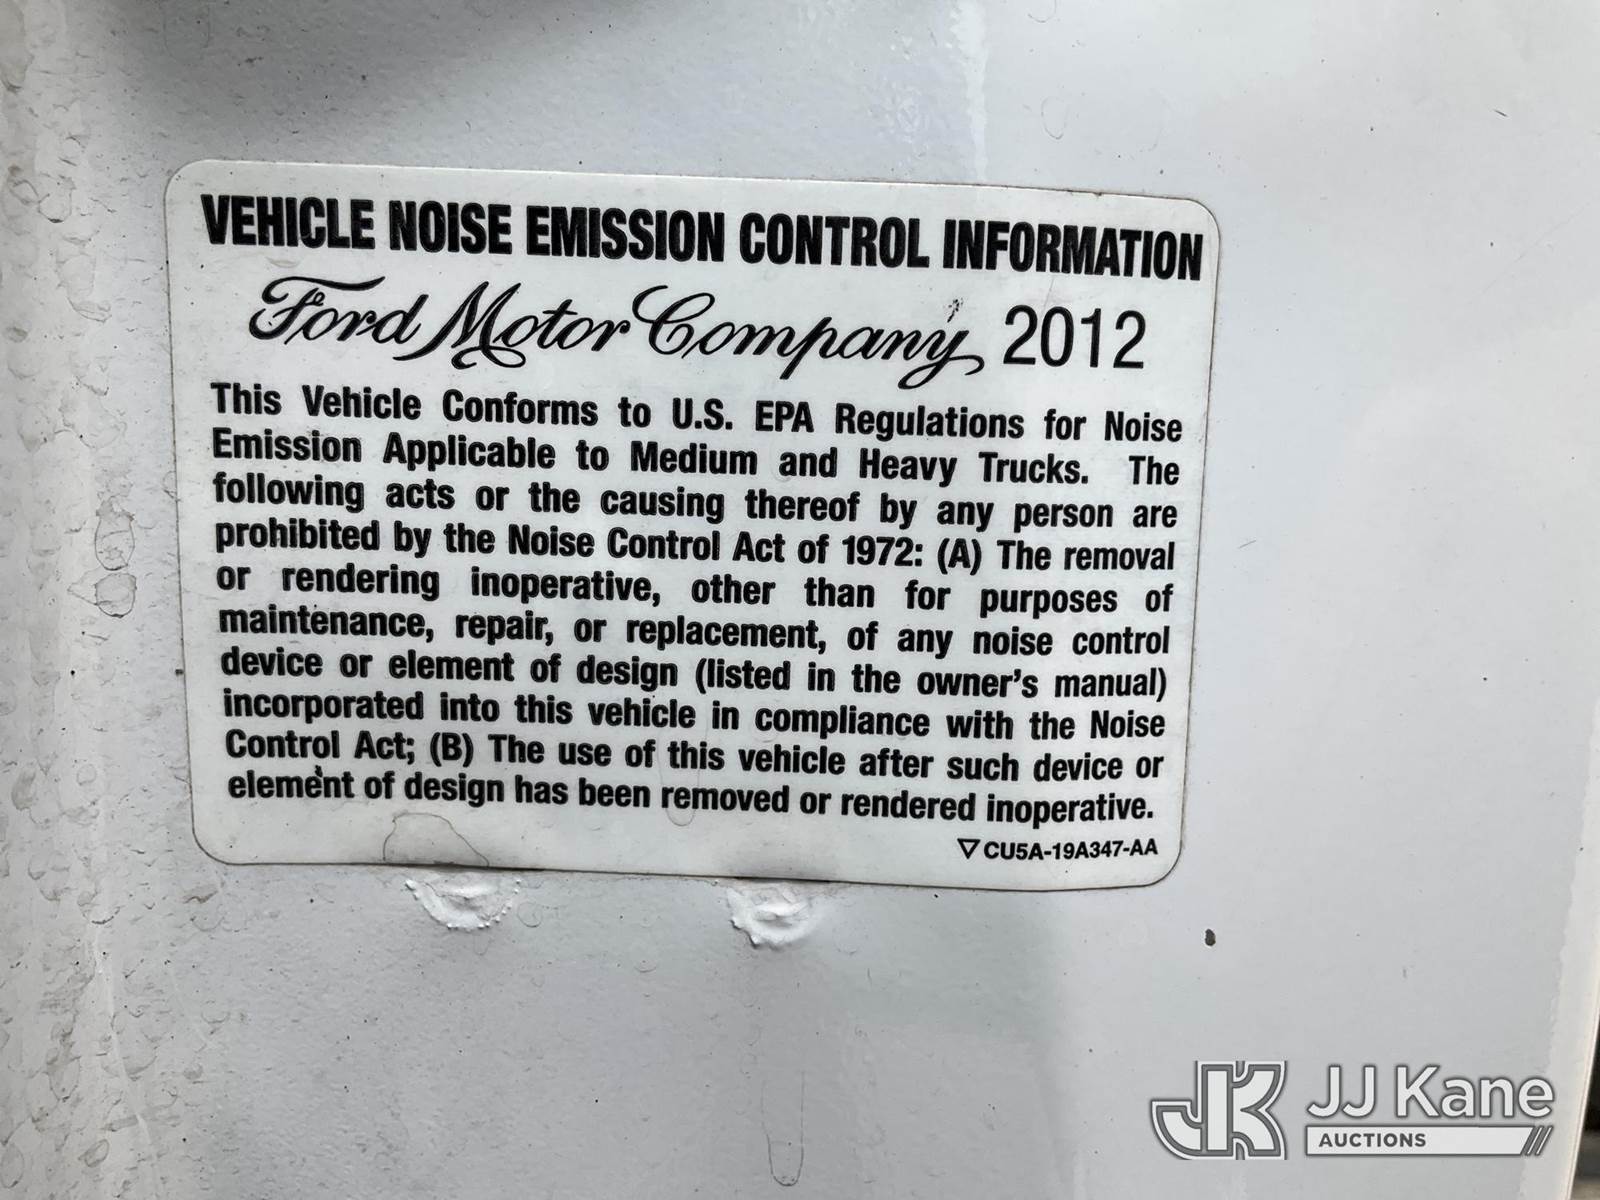 VEHICLE NOISE EMISSION CONTROL INFORMATION
Ford Motor Company 2012
This Vehicle Conforms to U.S. EPA Regulations for Noise
Emission Applicable to Medium and Heavy Trucks. The
following acts or the causing thereof by any person are
prohibited by the Noise Control Act of 1972: (A) The removal
or rendering inoperative, other than for purposes of
maintenance, repair, or replacement, of any noise control
device or element of design (listed in the owner's manual)
incorporated into this vehicle in compliance with the Noise
Control Act; (B) The use of this vehicle after such device or
element of design has been removed or rendered inoperative.
▽ CU5A-19A347-AA
JK JJ Kane
AUCTIONS